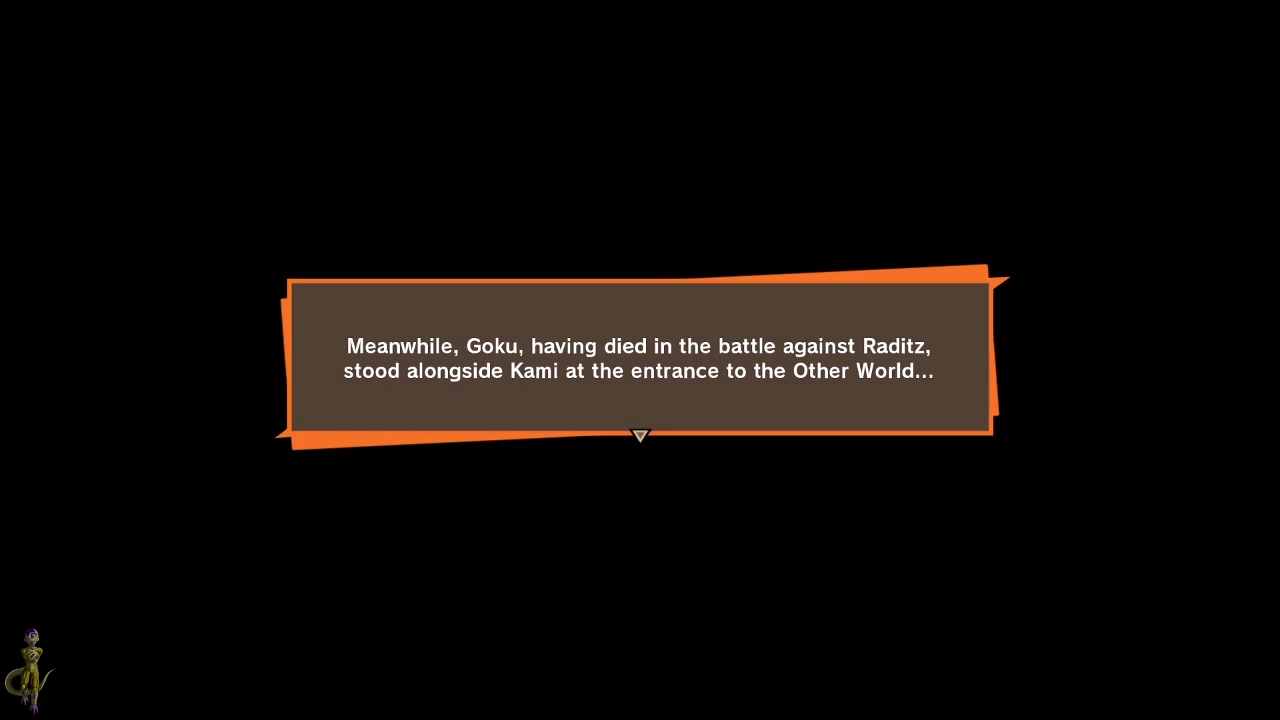 Meanwhile, Goku, having died in the battle against Raditz,
stood alongside Kami at the entrance to the Other World...